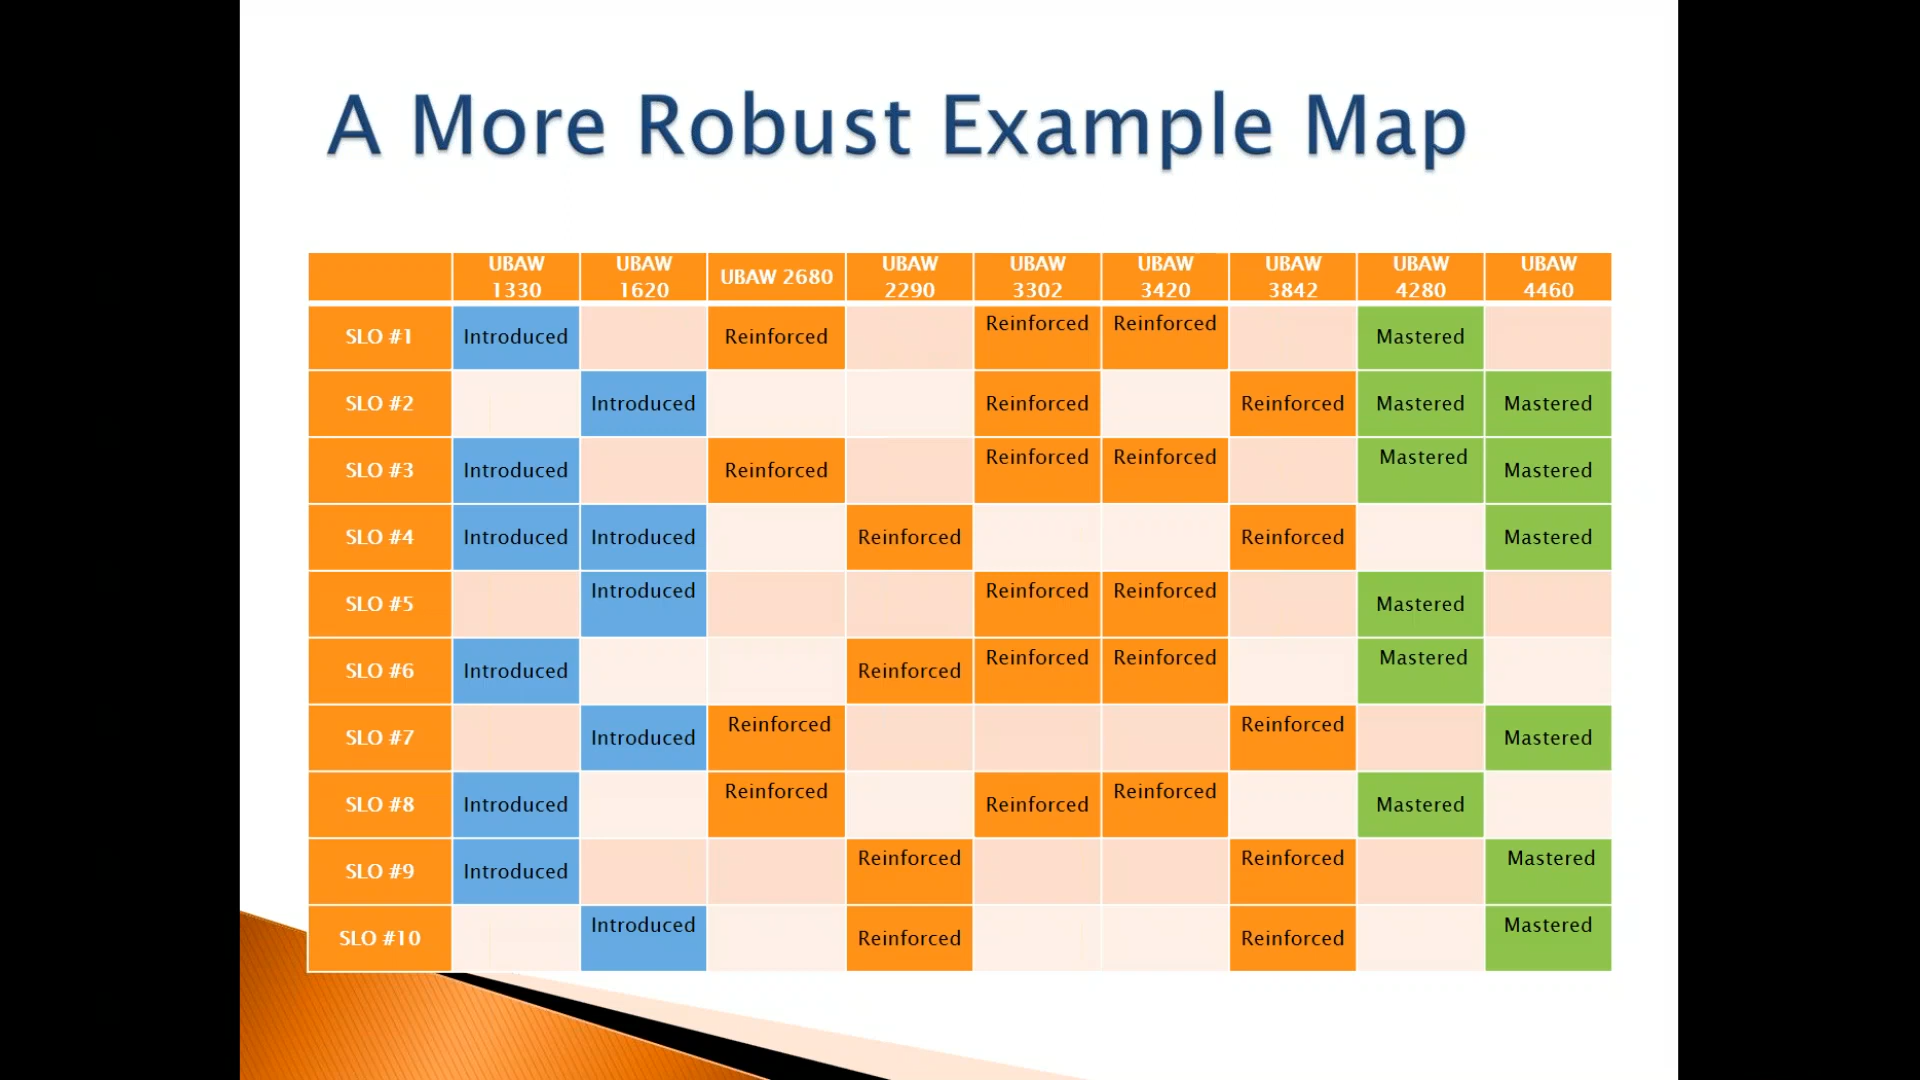 A More Robust Example Map
UBAW 1330 UBAW 1620 UBAW 2680 UBAW 2290 UBAW 3302 UBAW 3420 UBAW 3842 UBAW 4280 UBAW 4460
SLO #1 Introduced Reinforced Reinforced Reinforced Mastered
SLO #2 Introduced Reinforced Reinforced Mastered Mastered
SLO #3 Introduced Reinforced Reinforced Reinforced Mastered Mastered
SLO #4 Introduced Introduced Reinforced Reinforced Mastered
SLO #5 Introduced Reinforced Reinforced Mastered
SLO #6 Introduced Reinforced Reinforced Reinforced Mastered
SLO #7 Introduced Reinforced Reinforced Mastered
SLO #8 Introduced Reinforced Reinforced Reinforced Mastered
SLO #9 Introduced Reinforced Reinforced Mastered
SLO #10 Introduced Reinforced Reinforced Mastered